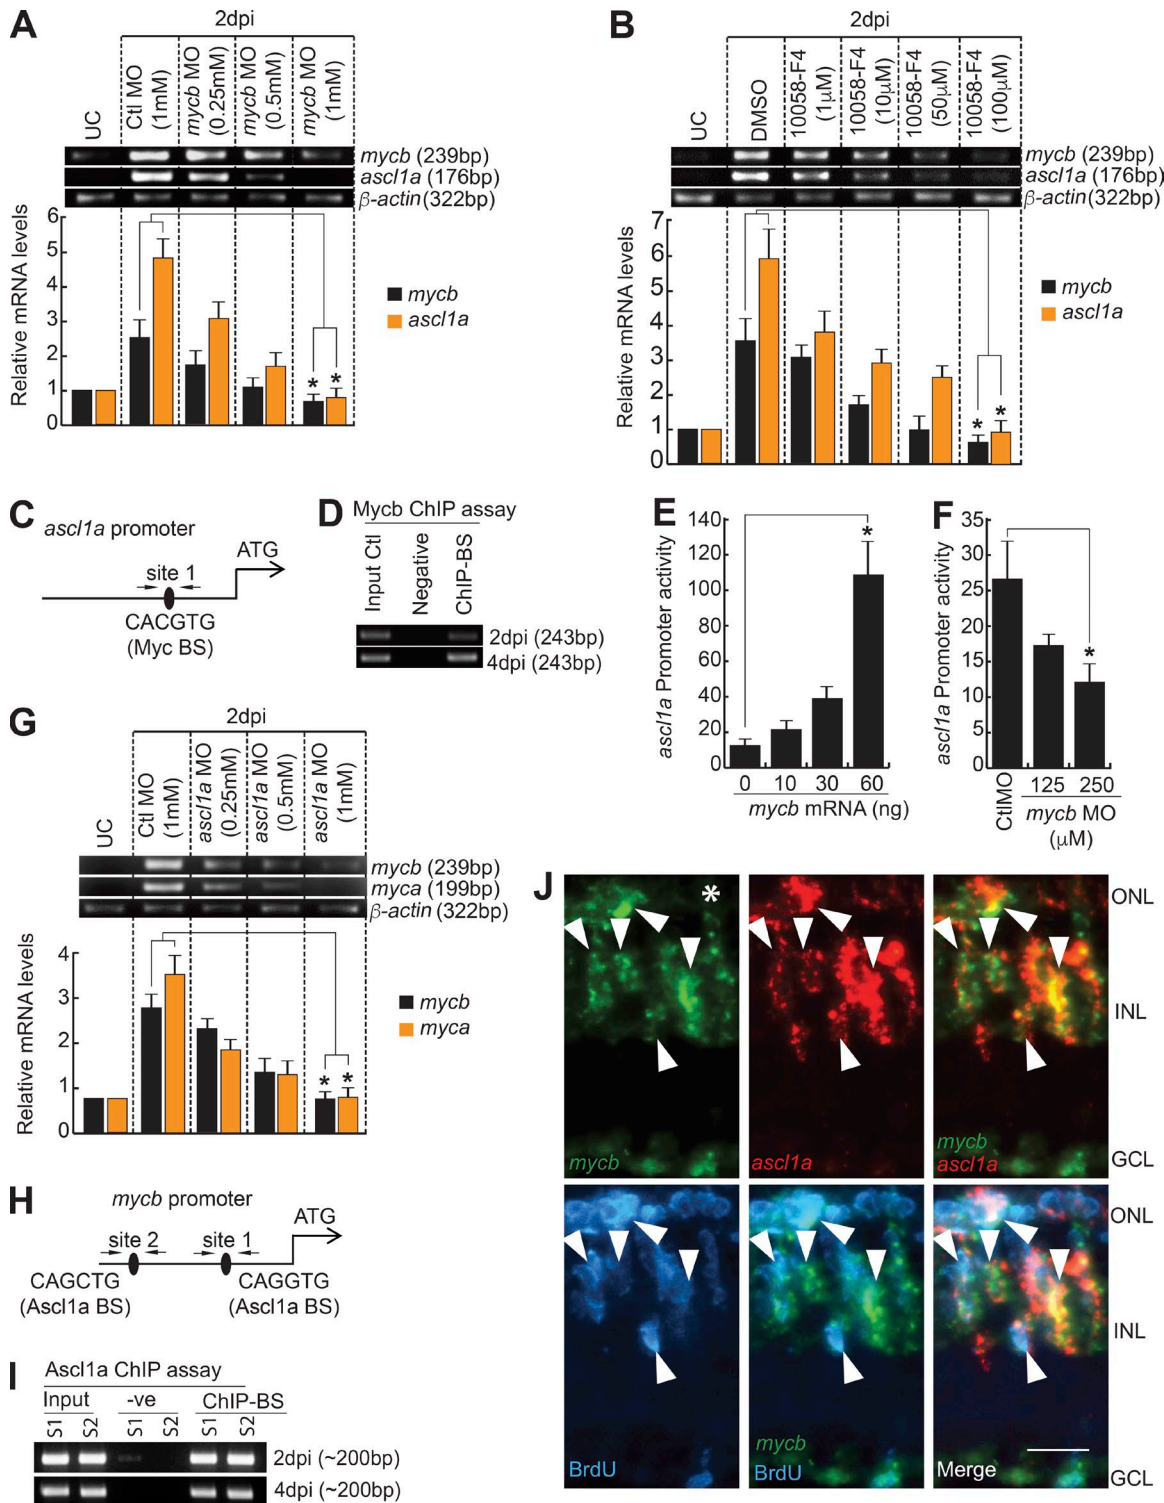 A
2dpi
UC
Ctl MO
(1mM)
mycb MO
(0.25mM)
mycb MO
(0.5mM)
mycb MO
(1mM)
mycb (239bp)
ascl1a (176bp)
β-actin (322bp)
Relative mRNA levels
6
5
4
3
2
1
0
mycb
ascl1a
*
*
B
2dpi
UC
DMSO
10058-F4
(1μM)
10058-F4
(10μM)
10058-F4
(50μM)
10058-F4
(100μM)
mycb (239bp)
ascl1a (176bp)
β-actin (322bp)
Relative mRNA levels
7
6
5
4
3
2
1
0
mycb
ascl1a
*
*
C
ascl1a promoter
ATG
site 1
CACGTG
(Myc BS)
D
Mycb ChIP assay
Input Ctl
Negative
ChIP-BS
2dpi (243bp)
4dpi (243bp)
E
ascl1a Promoter activity
140
120
100
80
60
40
20
0
*
0 10 30 60
mycb mRNA (ng)
F
ascl1a Promoter activity
35
30
25
20
15
10
5
0
*
CtlMO
125 250
mycb MO
(μM)
G
2dpi
UC
Ctl MO
(1mM)
ascl1a MO
(0.25mM)
ascl1a MO
(0.5mM)
ascl1a MO
(1mM)
mycb (239bp)
myca (199bp)
β-actin (322bp)
Relative mRNA levels
4
3
2
1
0
mycb
myca
*
*
H
mycb promoter
ATG
site 2
site 1
CAGCTG
(Ascl1a BS)
CAGGTG
(Ascl1a BS)
I
Ascl1a ChIP assay
Input -ve ChIP-BS
S1 S2 S1 S2 S1 S2
2dpi (~200bp)
4dpi (~200bp)
J
*
ONL
INL
GCL
mycb
ascl1a
mycb
ascl1a
ONL
INL
GCL
BrdU
mycb
BrdU
Merge